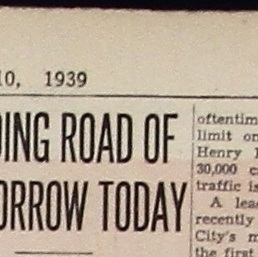 10, 1939
DING ROAD OF
ORROW TODAY
oftentim
limit on
Henry
30,000 c
traffic is
A lea
recently
City's m
the first